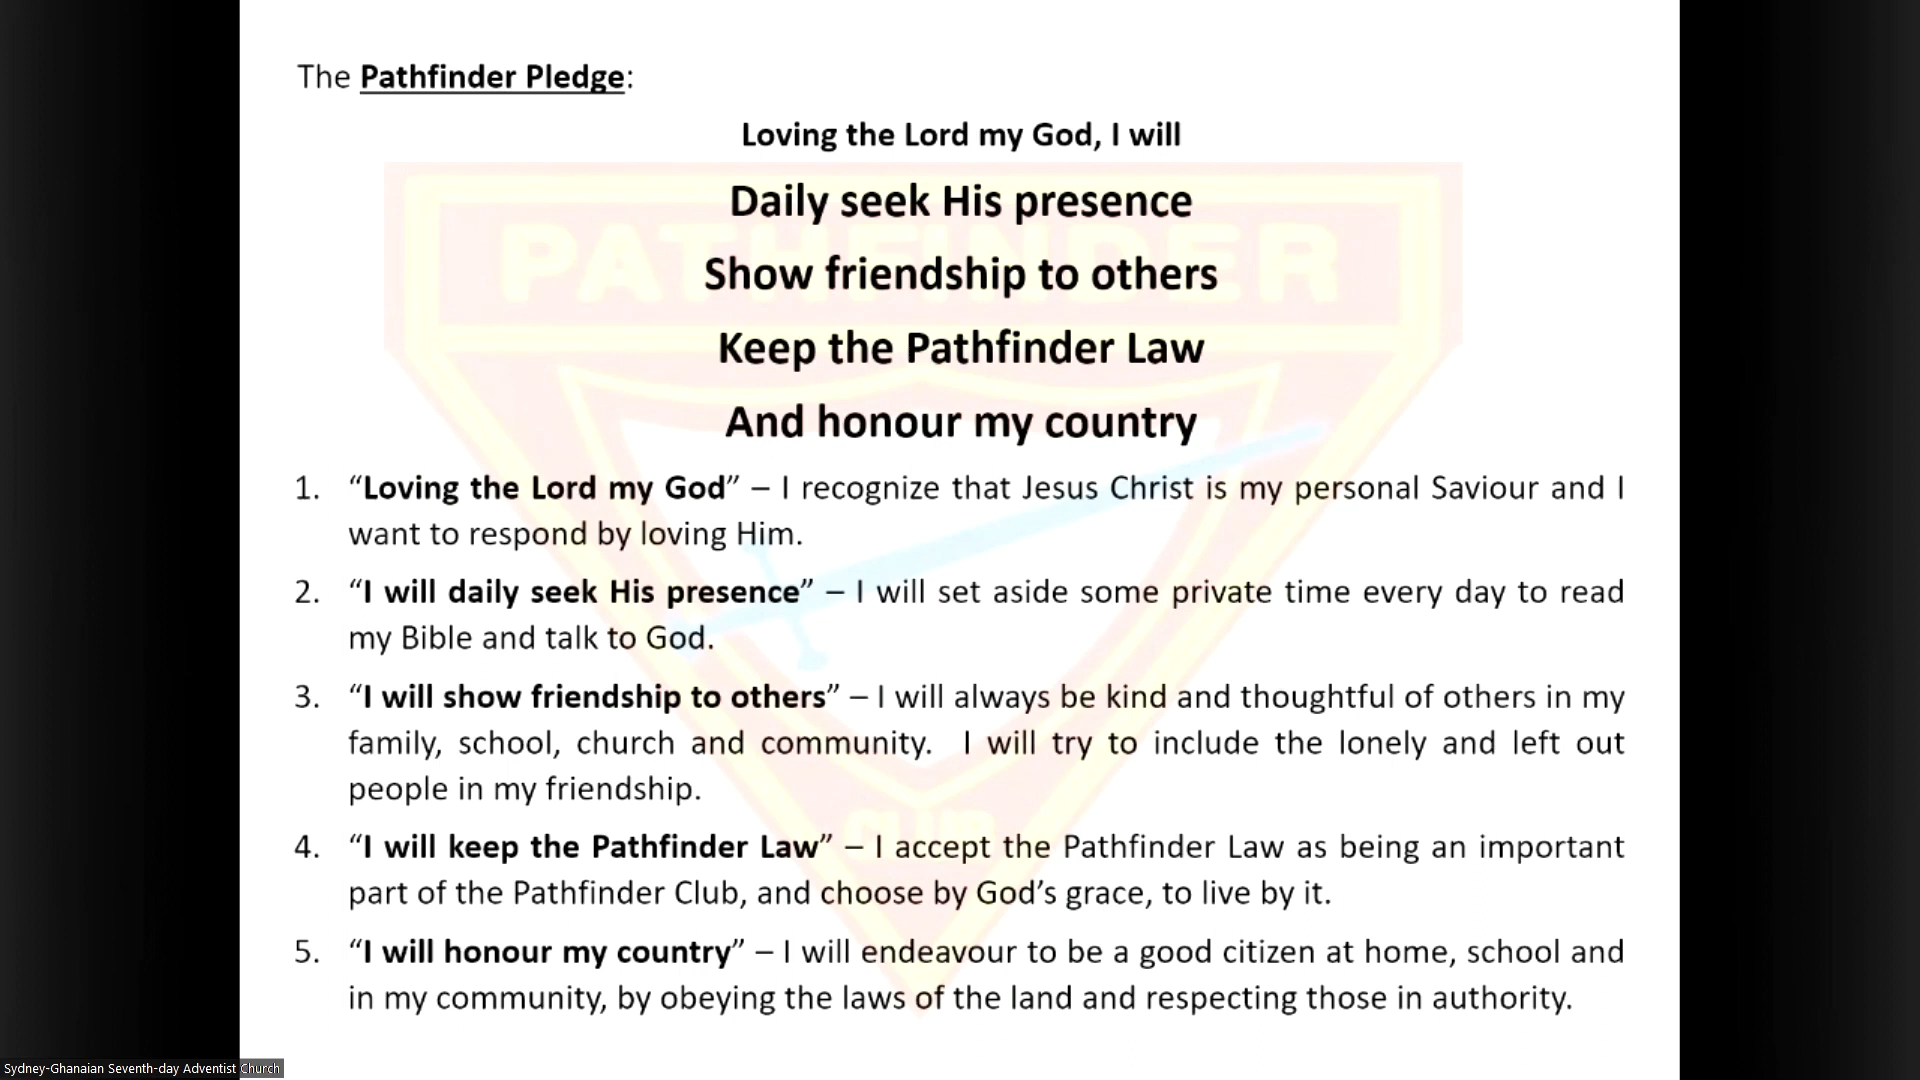 The Pathfinder Pledge:
Loving the Lord my God, I will
Daily seek His presence
Show friendship to others
Keep the Pathfinder Law
And honour my country
PATHFINDER
CLUB
1. “Loving the Lord my God” – I recognize that Jesus Christ is my personal Saviour and I
want to respond by loving Him.
2. “I will daily seek His presence” – I will set aside some private time every day to read
my Bible and talk to God.
3. “I will show friendship to others” – I will always be kind and thoughtful of others in my
family, school, church and community.  I will try to include the lonely and left out
people in my friendship.
4. “I will keep the Pathfinder Law” – I accept the Pathfinder Law as being an important
part of the Pathfinder Club, and choose by God’s grace, to live by it.
5. “I will honour my country” – I will endeavour to be a good citizen at home, school and
in my community, by obeying the laws of the land and respecting those in authority.
Sydney-Ghanaian Seventh-day Adventist Church